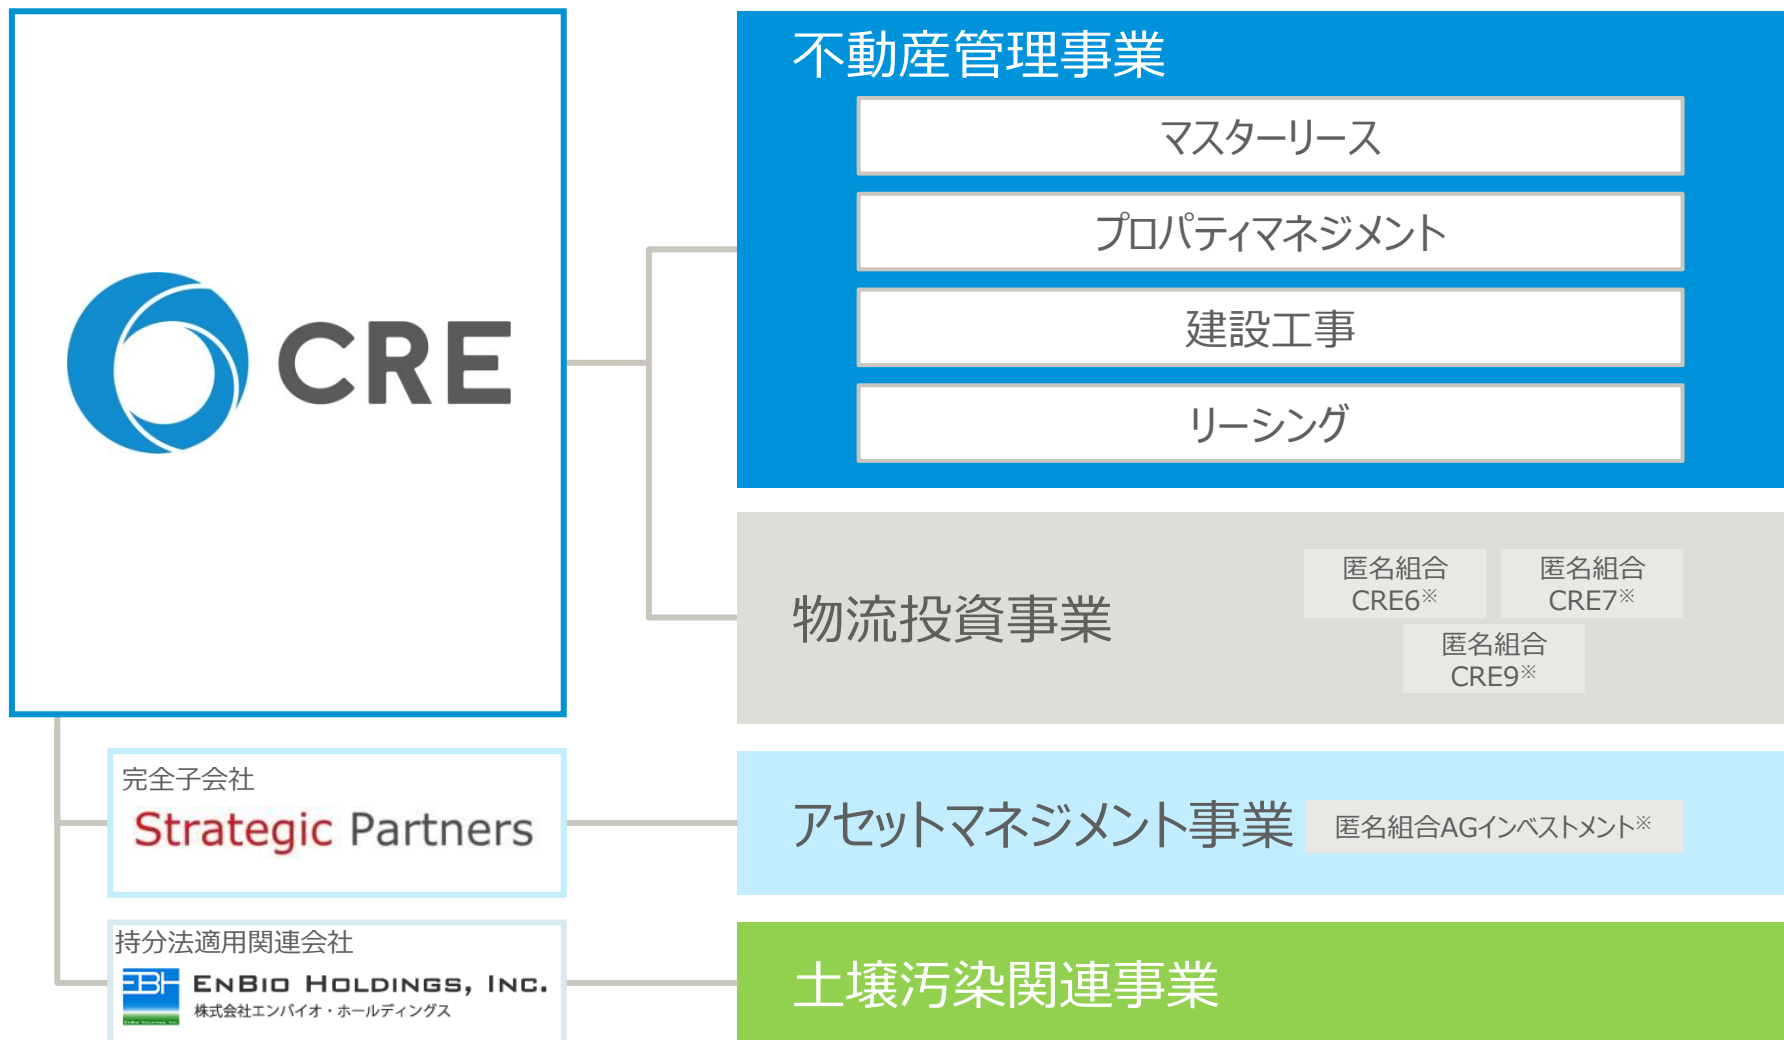 CRE
不動産管理事業
マスターリース
プロパティマネジメント
建設工事
リーシング
物流投資事業
匿名組合
CRE6※
匿名組合
CRE7※
匿名組合
CRE9※
完全子会社
Strategic Partners
アセットマネジメント事業
匿名組合AGインベストメント※
持分法適用関連会社
EBH
ENBIO HOLDINGS, INC.
株式会社エンバイオ・ホールディングス
土壌汚染関連事業